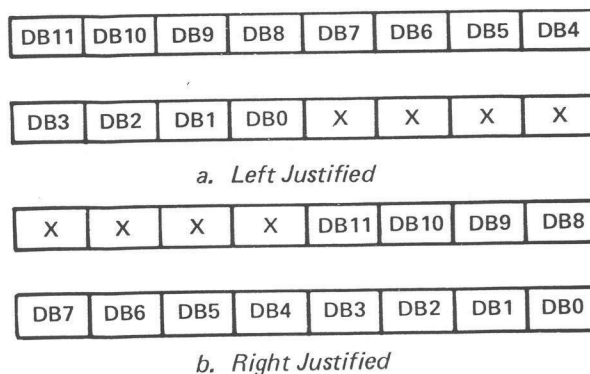 DB11 DB10 DB9 DB8 DB7 DB6 DB5 DB4
DB3 DB2 DB1 DB0 X X X X
a. Left Justified
X X X X DB11 DB10 DB9 DB8
DB7 DB6 DB5 DB4 DB3 DB2 DB1 DB0
b. Right Justified